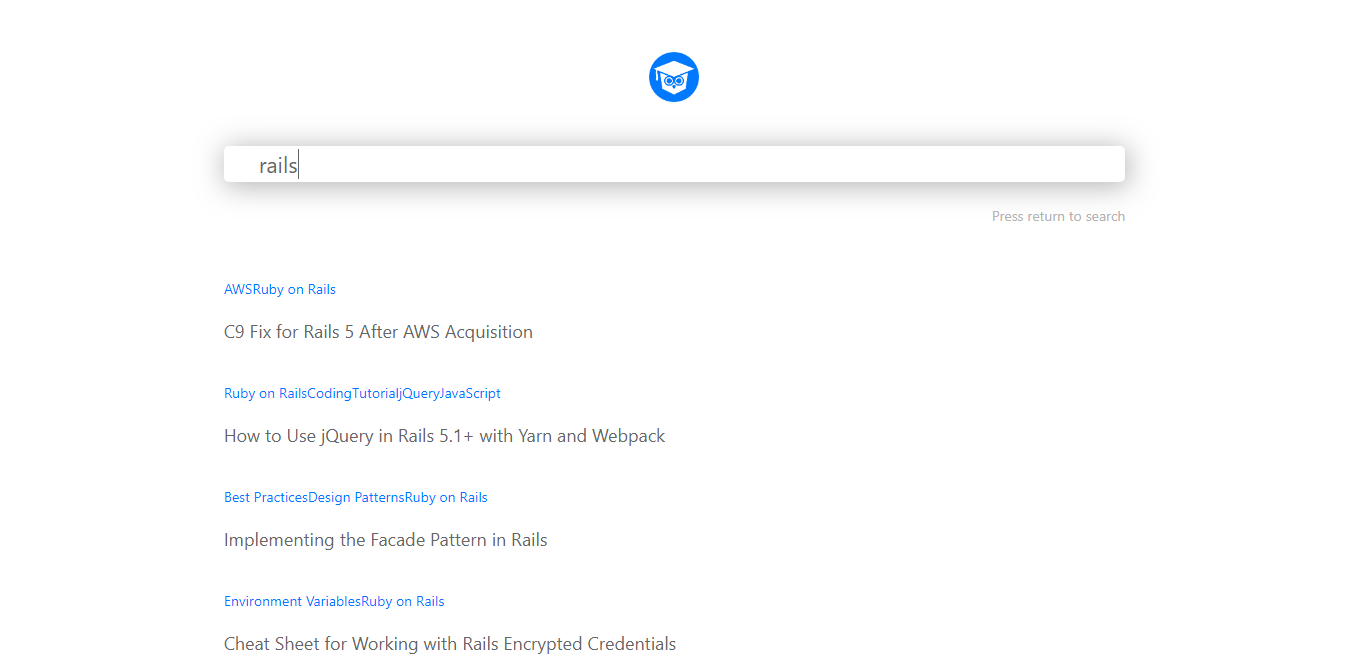 rails
Press return to search
AWSRuby on Rails
C9 Fix for Rails 5 After AWS Acquisition
Ruby on RailsCodingTutorialjQueryJavaScript
How to Use jQuery in Rails 5.1+ with Yarn and Webpack
Best PracticesDesign PatternsRuby on Rails
Implementing the Facade Pattern in Rails
Environment VariablesRuby on Rails
Cheat Sheet for Working with Rails Encrypted Credentials